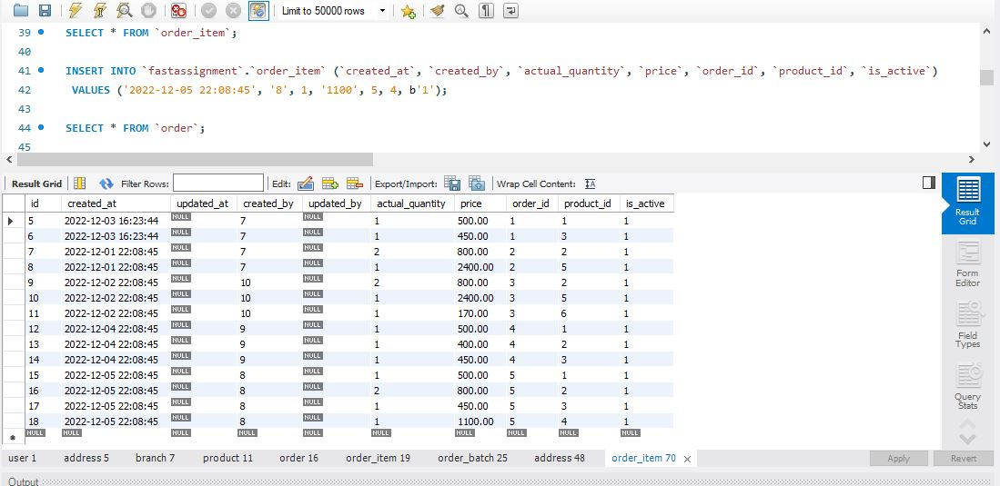 Limit to 50000 rows
39 SELECT * FROM `order_item`;
40
41 INSERT INTO `fastassignment`.`order_item` (`created_at`, `created_by`, `actual_quantity`, `price`, `order_id`, `product_id`, `is_active`)
42 VALUES ('2022-12-05 22:08:45', '8', 1, '1100', 5, 4, b'1');
43
44 SELECT * FROM `order`;
45
Result Grid Filter Rows: Edit: Export/Import: Wrap Cell Content: IA
id created_at updated_at created_by updated_by actual_quantity price order_id product_id is_active
5 2022-12-03 16:23:44 NULL 7 NULL 1 500.00 1 1 1
6 2022-12-03 16:23:44 NULL 7 NULL 1 450.00 1 3 1
7 2022-12-01 22:08:45 NULL 7 NULL 2 800.00 2 2 1
8 2022-12-01 22:08:45 NULL 7 NULL 1 2400.00 2 5 1
9 2022-12-02 22:08:45 NULL 10 NULL 2 800.00 3 2 1
10 2022-12-02 22:08:45 NULL 10 NULL 1 2400.00 3 5 1
11 2022-12-02 22:08:45 NULL 10 NULL 1 170.00 3 6 1
12 2022-12-04 22:08:45 NULL 9 NULL 1 500.00 4 1 1
13 2022-12-04 22:08:45 NULL 9 NULL 1 400.00 4 2 1
14 2022-12-04 22:08:45 NULL 9 NULL 1 450.00 4 3 1
15 2022-12-05 22:08:45 NULL 8 NULL 1 500.00 5 1 1
16 2022-12-05 22:08:45 NULL 8 NULL 2 800.00 5 2 1
17 2022-12-05 22:08:45 NULL 8 NULL 1 450.00 5 3 1
18 2022-12-05 22:08:45 NULL 8 NULL 1 1100.00 5 4 1
NULL NULL NULL NULL NULL NULL NULL NULL NULL NULL
Result
Grid
Form
Editor
Field
Types
Query
Stats
user 1 address 5 branch 7 product 11 order 16 order_item 19 order_batch 25 address 48 order_item 70 Apply Revert
Output